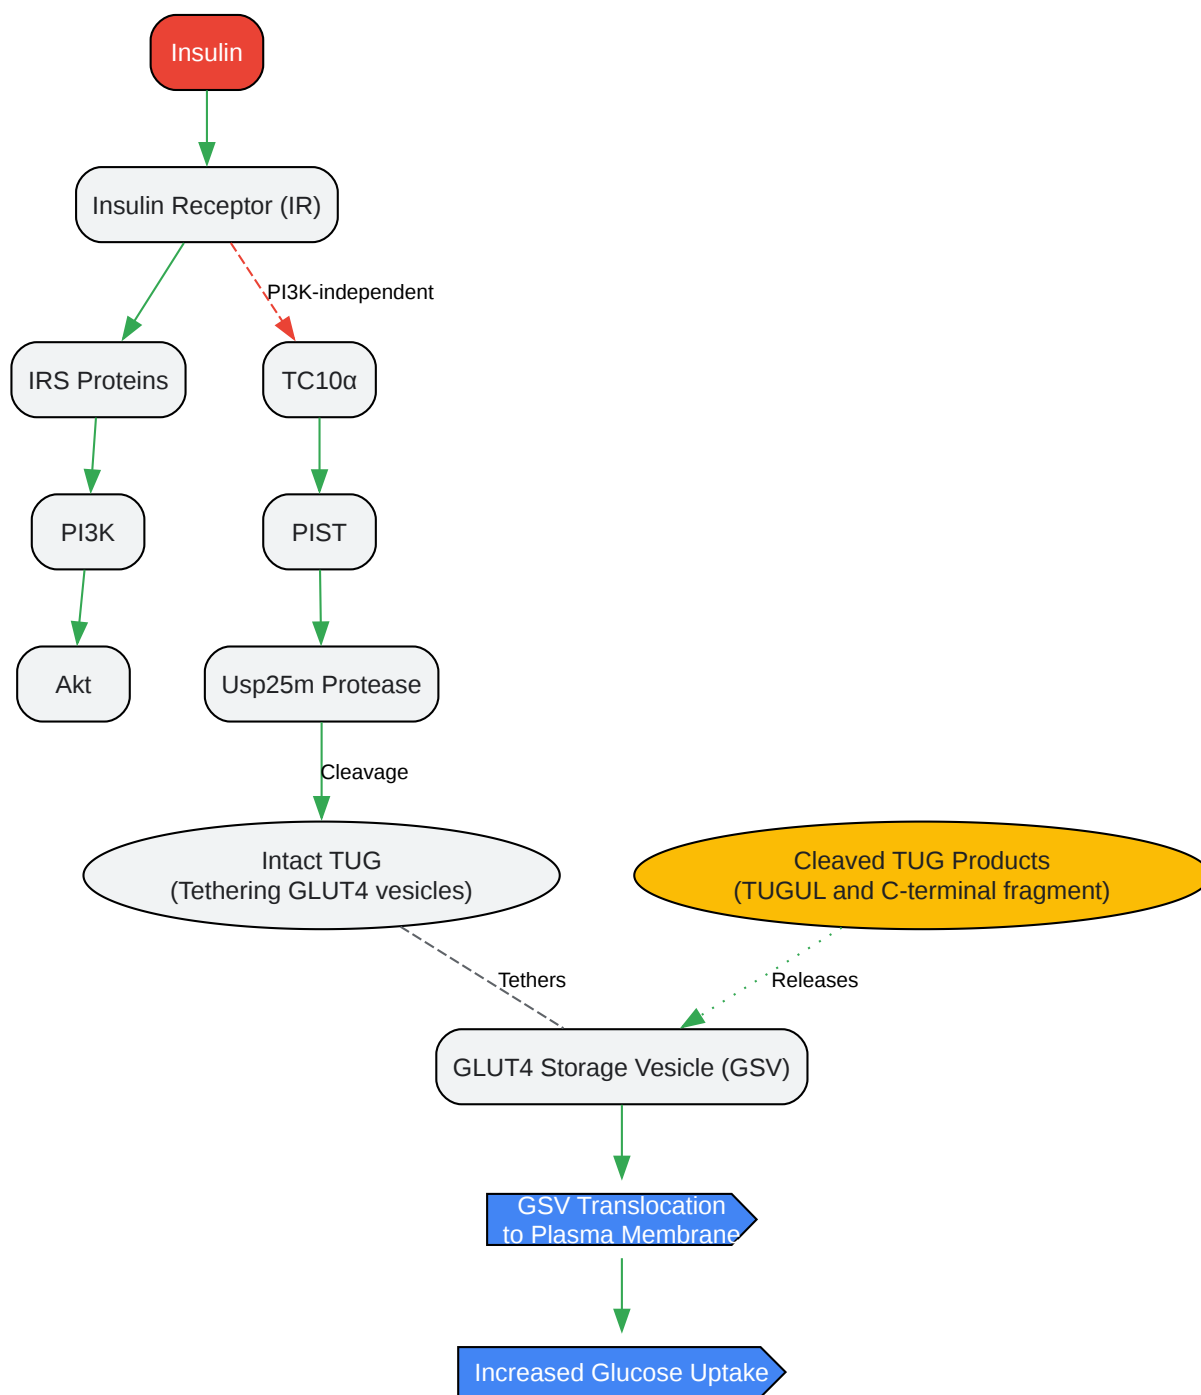 Insulin
Insulin Receptor (IR)
PI3K-independent
IRS Proteins
TC10α
PI3K
PIST
Akt
Usp25m Protease
Cleavage
Intact TUG
(Tethering GLUT4 vesicles)
Cleaved TUG Products
(TUGUL and C-terminal fragment)
Tethers
Releases
GLUT4 Storage Vesicle (GSV)
GSV Translocation
to Plasma Membrane
Increased Glucose Uptake